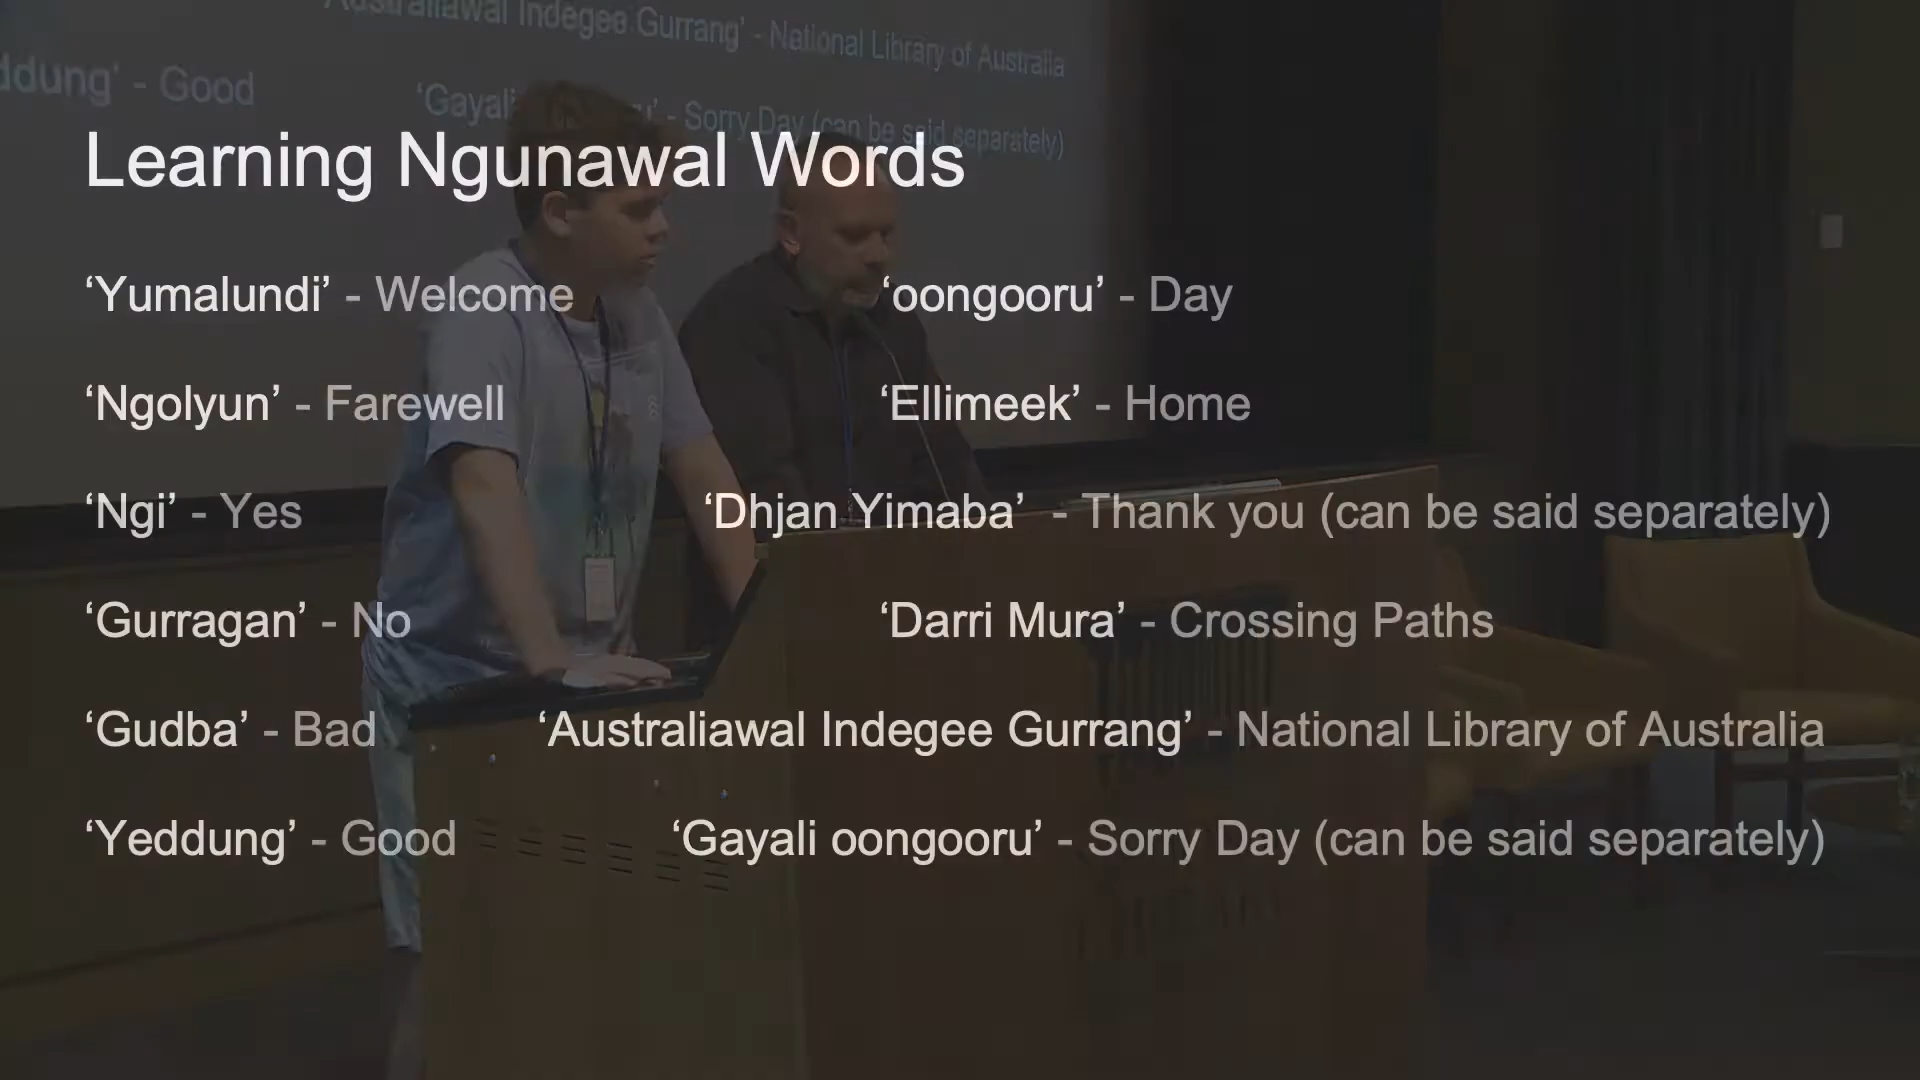 Australiawal Indegee Gurrang’ - National Library of Australia
ddung’ - Good
‘Gayali - Sorry Day (can be said separately)
Learning Ngunawal Words
‘Yumalundi’ - Welcome
‘oongooru’ - Day
‘Ngolyun’ - Farewell
‘Ellimeek’ - Home
‘Ngi’ - Yes
‘Dhjan Yimaba’ - Thank you (can be said separately)
‘Gurragan’ - No
‘Darri Mura’ - Crossing Paths
‘Gudba’ - Bad
‘Australiawal Indegee Gurrang’ - National Library of Australia
‘Yeddung’ - Good
‘Gayali oongooru’ - Sorry Day (can be said separately)